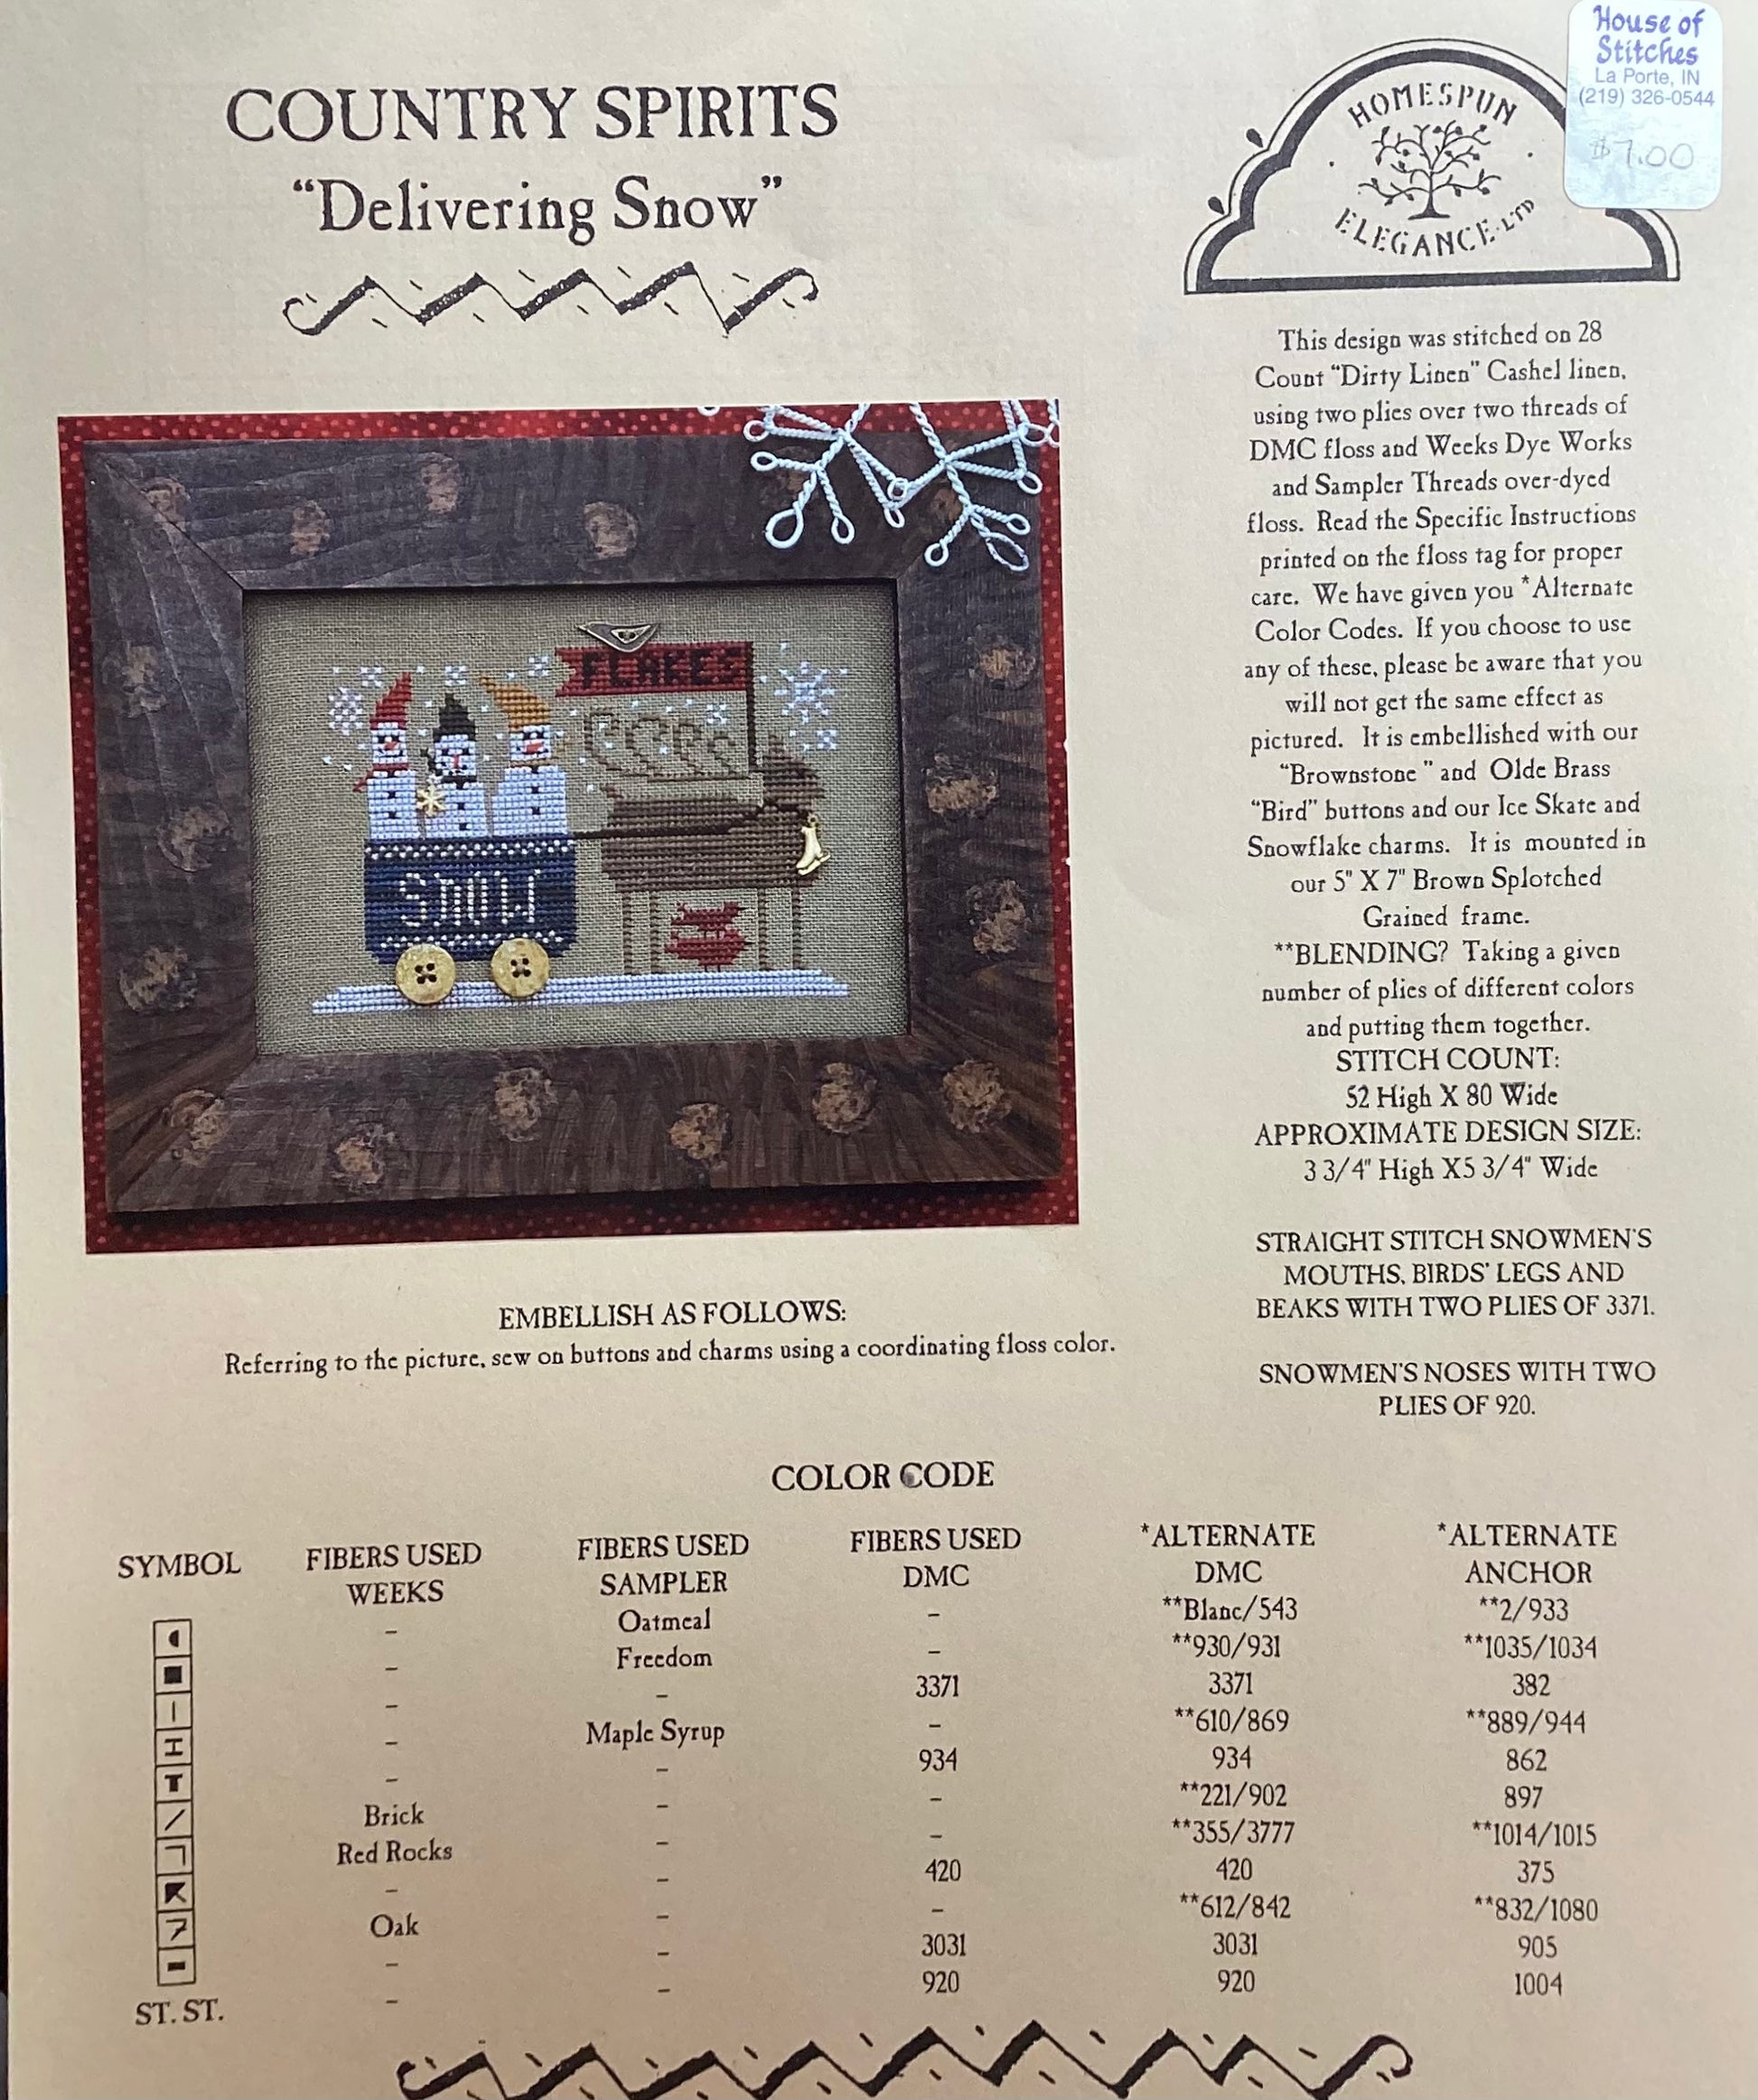 House of
Stitches
La Porte, IN
(219) 326-0544
$7.00
COUNTRY SPIRITS
"Delivering Snow"
HOMESPUN
ELEGANCE·LTD
This design was stitched on 28
Count "Dirty Linen" Cashel linen,
using two plies over two threads of
DMC floss and Weeks Dye Works
and Sampler Threads over-dyed
floss. Read the Specific Instructions
printed on the floss tag for proper
care. We have given you *Alternate
Color Codes. If you choose to use
any of these, please be aware that you
will not get the same effect as
pictured. It is embellished with our
"Brownstone " and Olde Brass
"Bird" buttons and our Ice Skate and
Snowflake charms. It is mounted in
our 5" X 7" Brown Splotched
Grained frame.
**BLENDING? Taking a given
number of plies of different colors
and putting them together.
STITCH COUNT:
52 High X 80 Wide
APPROXIMATE DESIGN SIZE:
3 3/4" High X5 3/4" Wide
STRAIGHT STITCH SNOWMEN'S
MOUTHS, BIRDS' LEGS AND
BEAKS WITH TWO PLIES OF 3371.
SNOWMEN'S NOSES WITH TWO
PLIES OF 920.
FLAKES
SNOW
EMBELLISH AS FOLLOWS:
Referring to the picture, sew on buttons and charms using a coordinating floss color.
COLOR CODE
SYMBOL FIBERS USED WEEKS FIBERS USED SAMPLER FIBERS USED DMC *ALTERNATE DMC *ALTERNATE ANCHOR
– Oatmeal – **Blanc/543 **2/933
– Freedom – **930/931 **1035/1034
– – 3371 3371 382
– Maple Syrup – **610/869 **889/944
– – 934 934 862
Brick – – **221/902 897
Red Rocks – – **355/3777 **1014/1015
– – 420 420 375
Oak – – **612/842 **832/1080
– – 3031 3031 905
ST. ST. – – 920 920 1004